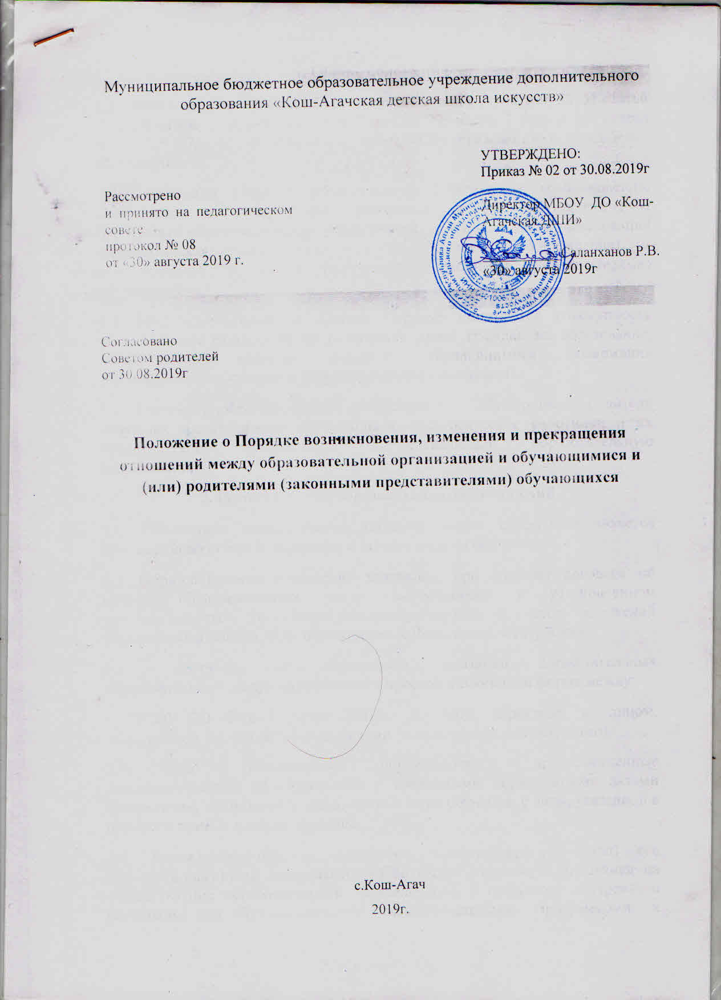 Муниципальное бюджетное образовательное учреждение дополнительного
образования «Кош-Агачская детская школа искусств»
УТВЕРЖДЕНО:
Приказ № 02 от 30.08.2019г
Рассмотрено
и принято на педагогическом
совете
протокол № 08
от «30» августа 2019 г.
Директор МБОУ ДО «Кош-
Агачская ДШИ»
Саланханов Р.В.
«30» августа 2019г
Согласовано
Советом родителей
от 30.08.2019г
Положение о Порядке возникновения, изменения и прекращения
отношений между образовательной организацией и обучающимися и
(или) родителями (законными представителями) обучающихся
с.Кош-Агач
2019г.